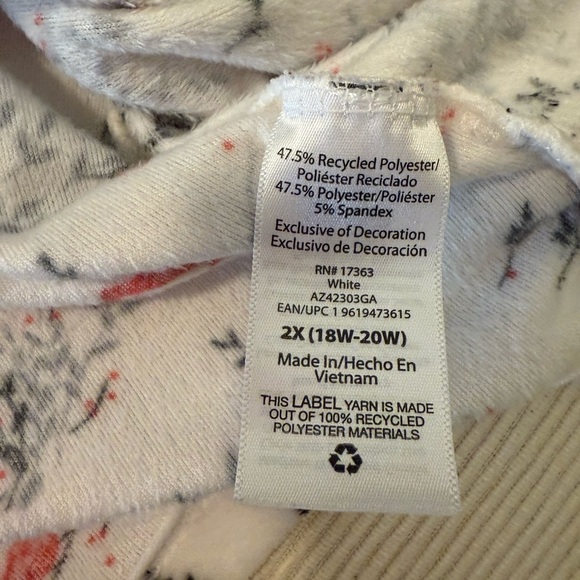 47.5% Recycled Polyester/
Poliéster Reciclado
47.5% Polyester/Poliéster
5% Spandex
Exclusive of Decoration
Exclusivo de Decoración
RN# 17363
White
AZ42303GA
EAN/UPC 1 9619473615
2X (18W-20W)
Made In/Hecho En
Vietnam
THIS LABEL YARN IS MADE
OUT OF 100% RECYCLED
POLYESTER MATERIALS